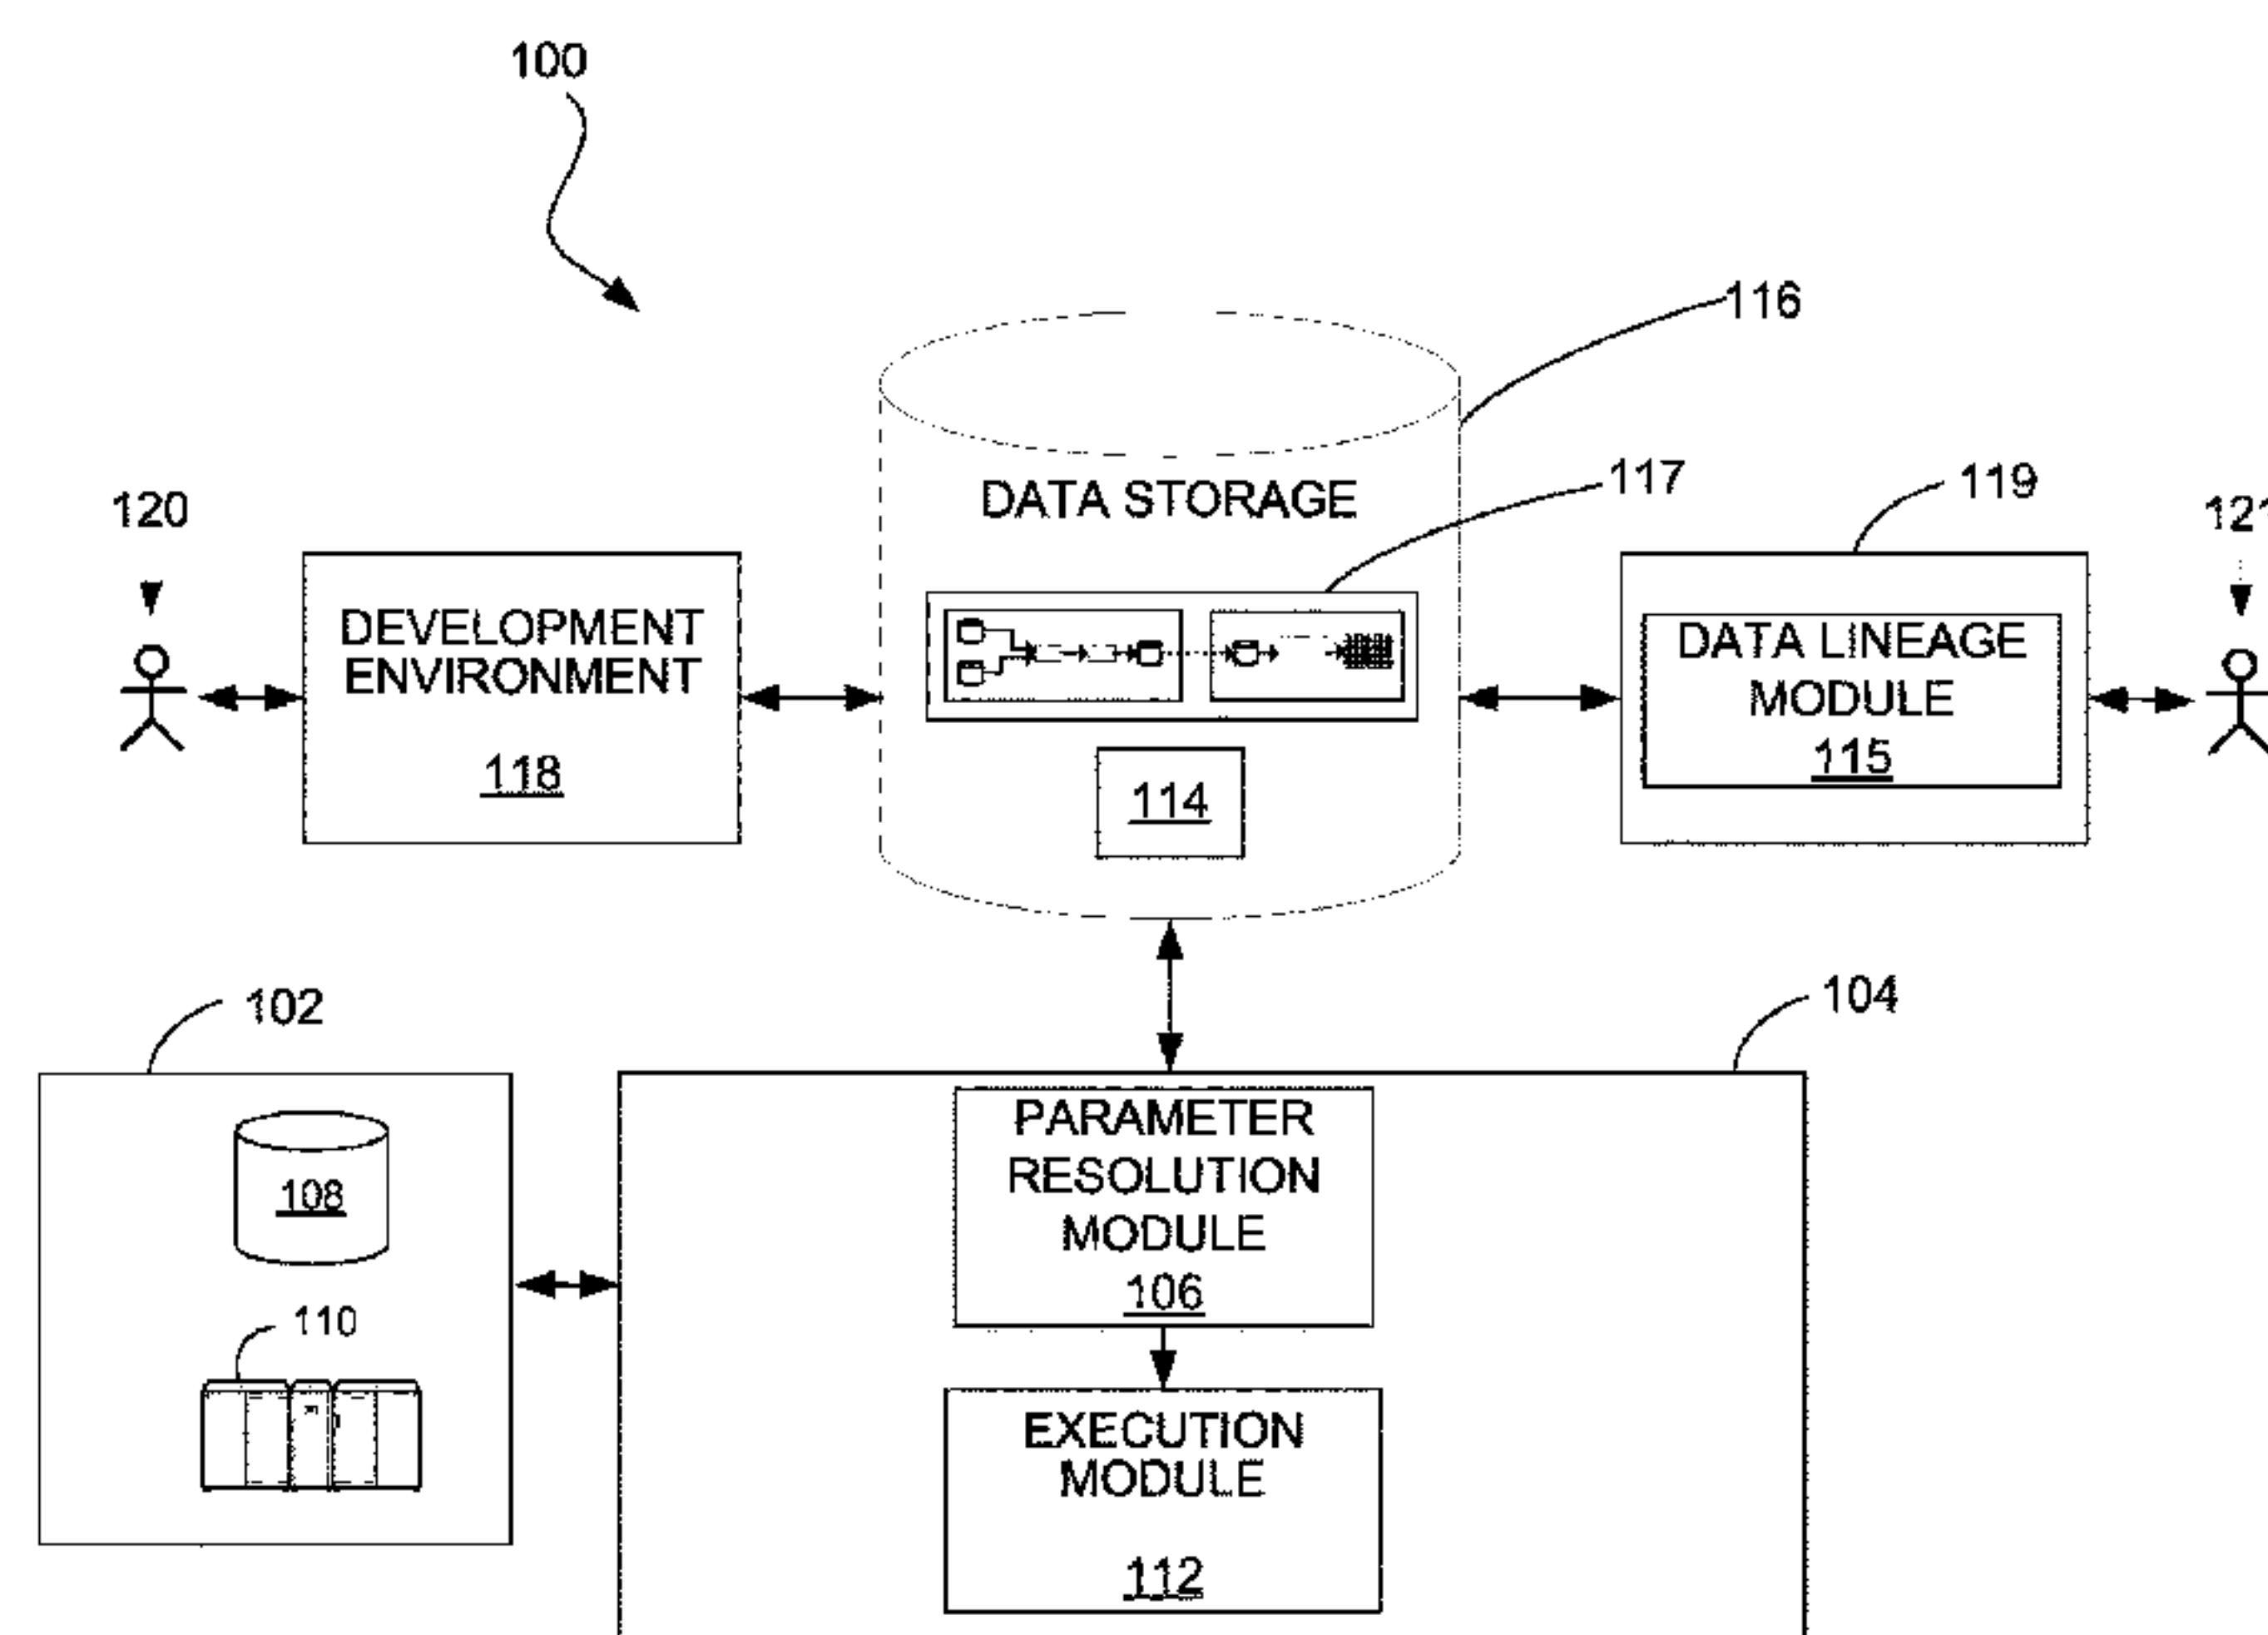 100
116
DATA STORAGE
117
119
120
121
DEVELOPMENT
ENVIRONMENT
118
DATA LINEAGE
MODULE
115
114
102
104
108
110
PARAMETER
RESOLUTION
MODULE
106
EXECUTION
MODULE
112